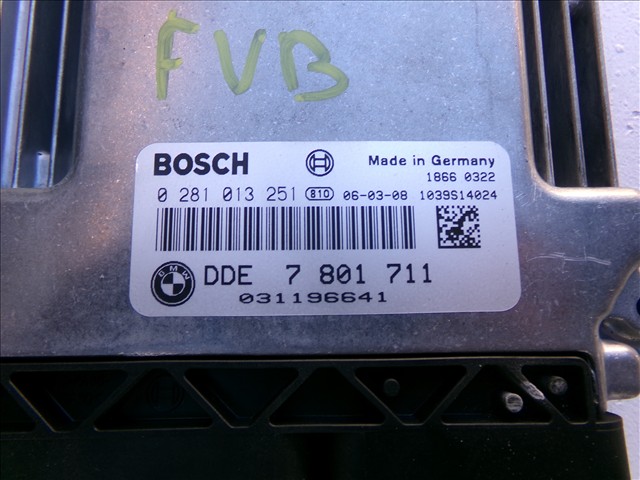 FVB
BOSCH Made in Germany
1866 0322
0 281 013 251 810 06-03-08 1039S14024
BMW DDE 7 801 711
031196641